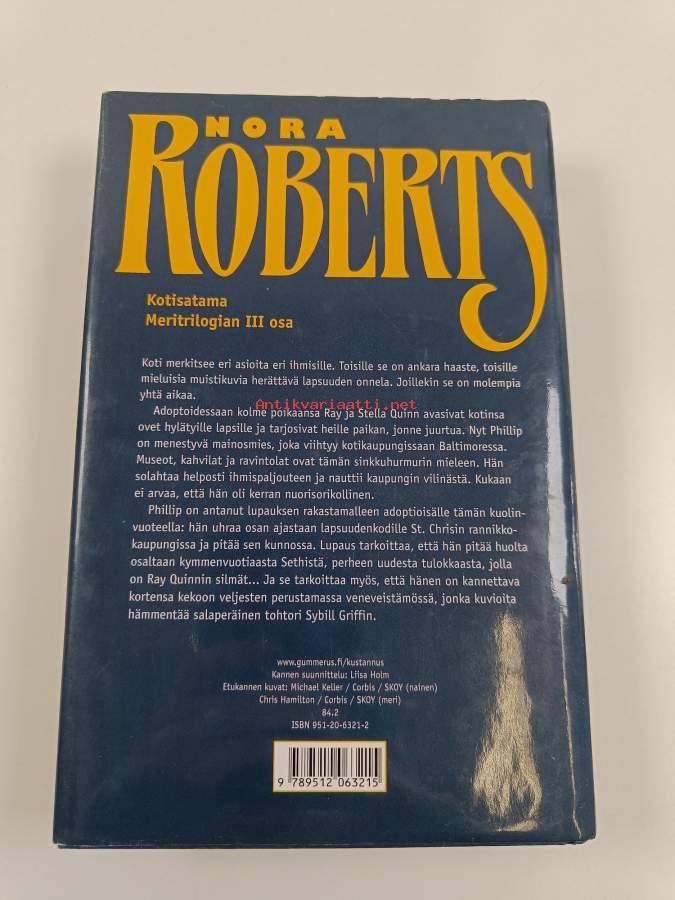 NORA
ROBERTS
Kotisatama
Meritrilogian III osa
Koti merkitsee eri asioita eri ihmisille. Toisille se on ankara haaste, toisille
mieluisia muistikuvia herättävä lapsuuden onnela. Joillekin se on molempia
yhtä aikaa.
Antikvariaatti.net
Adoptoidessaan kolme poikaansa Ray ja Stella Quinn avasivat kotinsa
ovet hylätyille lapsille ja tarjosivat heille paikan, jonne juurtua. Nyt Phillip
on menestyvä mainosmies, joka viihtyy kotikaupungissaan Baltimoressa.
Museot, kahvilat ja ravintolat ovat tämän sinkkuhurmurin mieleen. Hän
solahtaa helposti ihmispaljouteen ja nauttii kaupungin vilinästä. Kukaan
ei arvaa, että hän oli kerran nuorisorikollinen.
Phillip on antanut lupauksen rakastamalleen adoptioisälle tämän kuolin-
vuoteella: hän uhraa osan ajastaan lapsuudenkodille St. Chrisin rannikko-
kaupungissa ja pitää sen kunnossa. Lupaus tarkoittaa, että hän pitää huolta
osaltaan kymmenvuotiaasta Sethistä, perheen uudesta tulokkaasta, jolla
on Ray Quinnin silmät... Ja se tarkoittaa myös, että hänen on kannettava
kortensa kekoon veljesten perustamassa veneveistämössä, jonka kuvioita
hämmentää salaperäinen tohtori Sybill Griffin.
www.gummerus.fi/kustannus
Kannen suunnittelu: Liisa Holm
Etukannen kuvat: Michael Keller / Corbis / SKOY (nainen)
Chris Hamilton / Corbis / SKOY (meri)
84.2
ISBN 951-20-6321-2
9 789512 063215